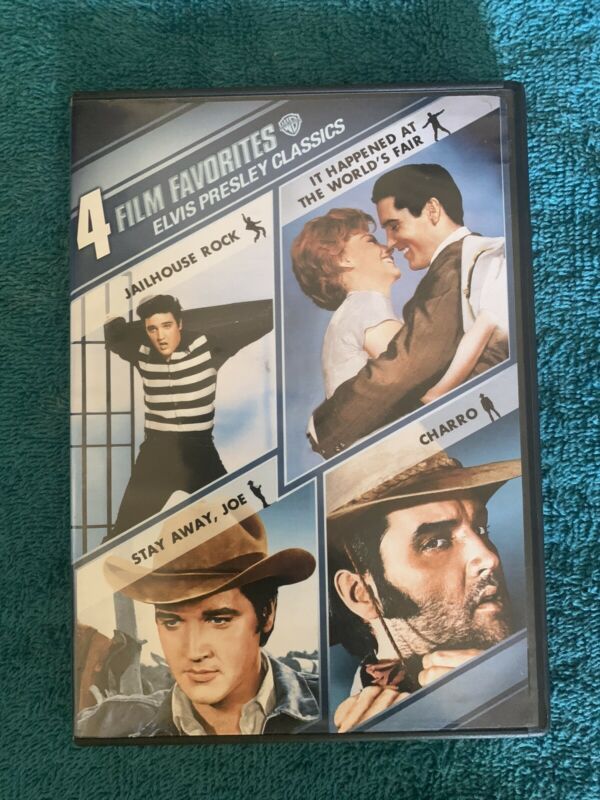 4 FILM FAVORITES
ELVIS PRESLEY CLASSICS
JAILHOUSE ROCK
IT HAPPENED AT
THE WORLD'S FAIR
STAY AWAY, JOE
CHARRO